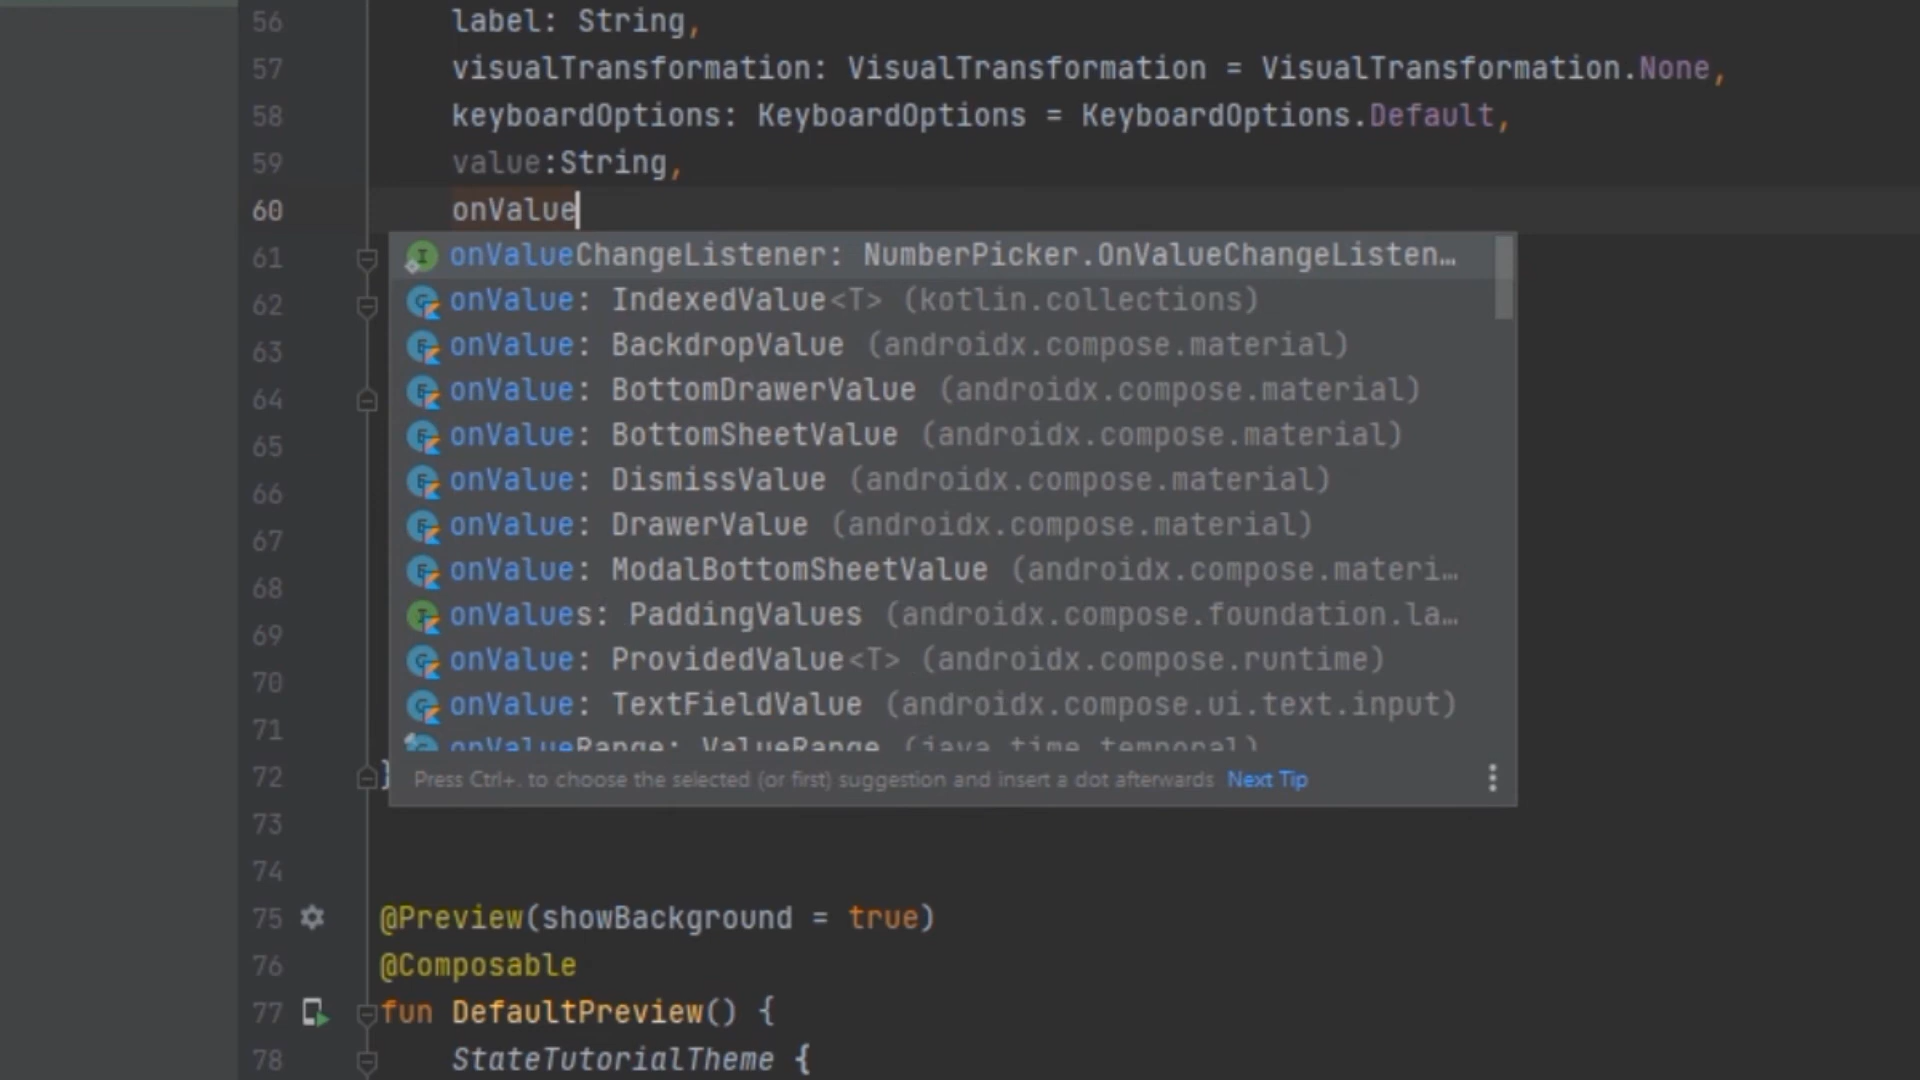 56 label: String,
57 visualTransformation: VisualTransformation = VisualTransformation.None,
58 keyboardOptions: KeyboardOptions = KeyboardOptions.Default,
59 value:String,
60 onValue
61 onValueChangeListener: NumberPicker.OnValueChangeListen…
62 onValue: IndexedValue<T> (kotlin.collections)
63 onValue: BackdropValue (androidx.compose.material)
64 onValue: BottomDrawerValue (androidx.compose.material)
65 onValue: BottomSheetValue (androidx.compose.material)
66 onValue: DismissValue (androidx.compose.material)
67 onValue: DrawerValue (androidx.compose.material)
68 onValue: ModalBottomSheetValue (androidx.compose.materi…
69 onValues: PaddingValues (androidx.compose.foundation.la…
70 onValue: ProvidedValue<T> (androidx.compose.runtime)
71 onValue: TextFieldValue (androidx.compose.ui.text.input)
onValueRange: ValueRange (java.time.temporal)
72 } Press Ctrl+. to choose the selected (or first) suggestion and insert a dot afterwards Next Tip
73
74
75 @Preview(showBackground = true)
76 @Composable
77 fun DefaultPreview() {
78 StateTutorialTheme {